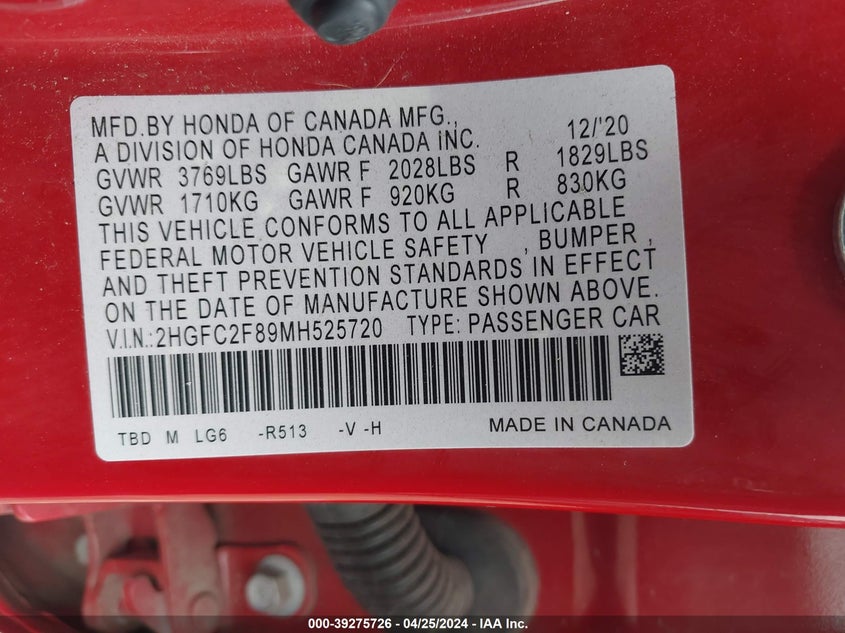 MFD.BY HONDA OF CANADA MFG.,
A DIVISION OF HONDA CANADA INC. 12/'20
GVWR 3769LBS GAWR F 2028LBS R 1829LBS
GVWR 1710KG GAWR F 920KG R 830KG
THIS VEHICLE CONFORMS TO ALL APPLICABLE
FEDERAL MOTOR VEHICLE SAFETY , BUMPER ,
AND THEFT PREVENTION STANDARDS IN EFFECT
ON THE DATE OF MANUFACTURE SHOWN ABOVE.
V.I.N.:2HGFC2F89MH525720 TYPE: PASSENGER CAR
TBD M LG6 -R513 -V -H MADE IN CANADA
000-39275726 - 04/25/2024 - IAA Inc.